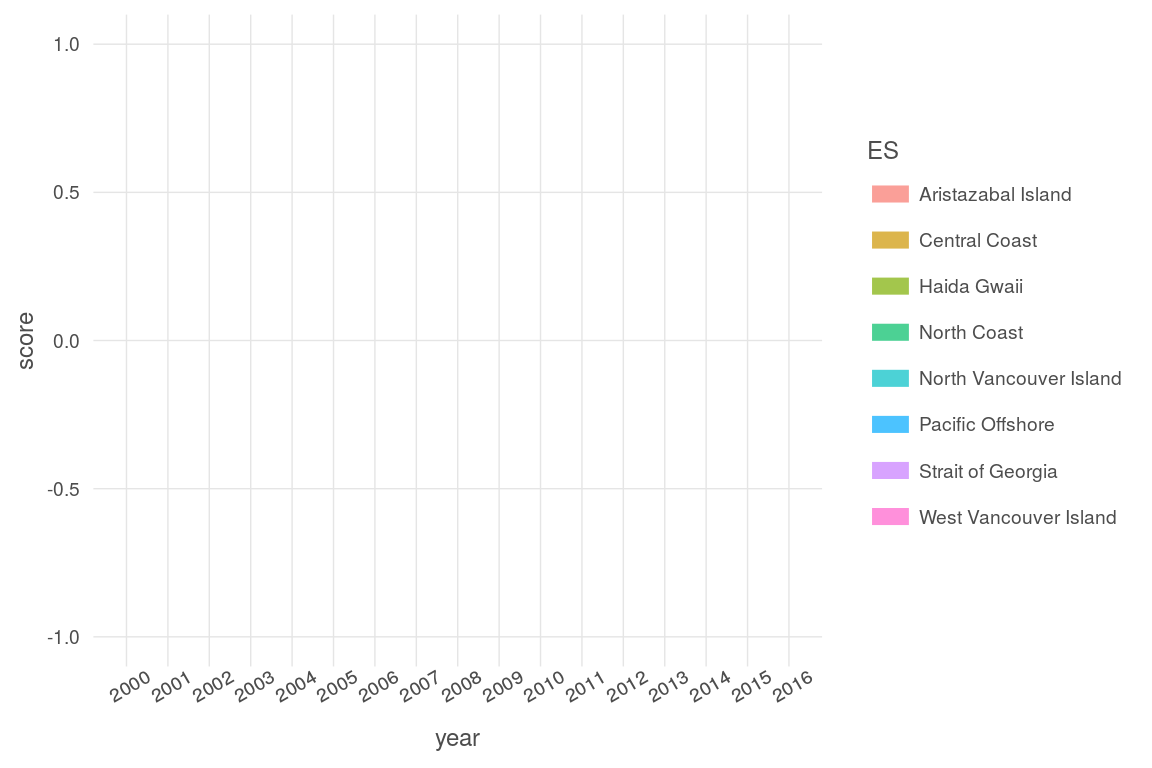 1.0
0.5
0.0
-0.5
-1.0
score
2000 2001 2002 2003 2004 2005 2006 2007 2008 2009 2010 2011 2012 2013 2014 2015 2016
year
ES
Aristazabal Island
Central Coast
Haida Gwaii
North Coast
North Vancouver Island
Pacific Offshore
Strait of Georgia
West Vancouver Island